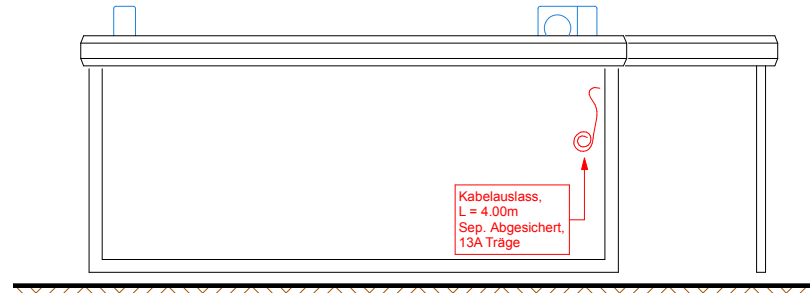 Kabelauslass,
L = 4.00m
Sep. Abgesichert,
13A Träge